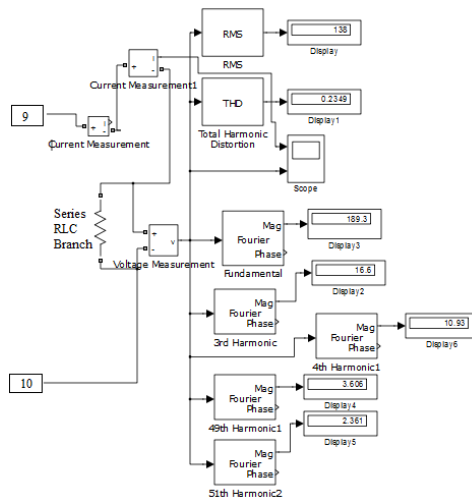 RMS
RMS
138
Display
i
+
-
Current Measurement1
THD
Total Harmonic
Distortion
0.2349
Display1
9
i
+
-
Current Measurement
Scope
Series
RLC
Branch
+
-
v
Voltage Measurement
Mag
Fourier
Phase
Fundamental
189.3
Display3
Mag
Fourier
Phase
3rd Harmonic
16.6
Display2
Mag
Fourier
Phase
4th Harmonic1
10.93
Display6
10
Mag
Fourier
Phase
49th Harmonic1
3.606
Display4
Mag
Fourier
Phase
51th Harmonic2
2.361
Display5